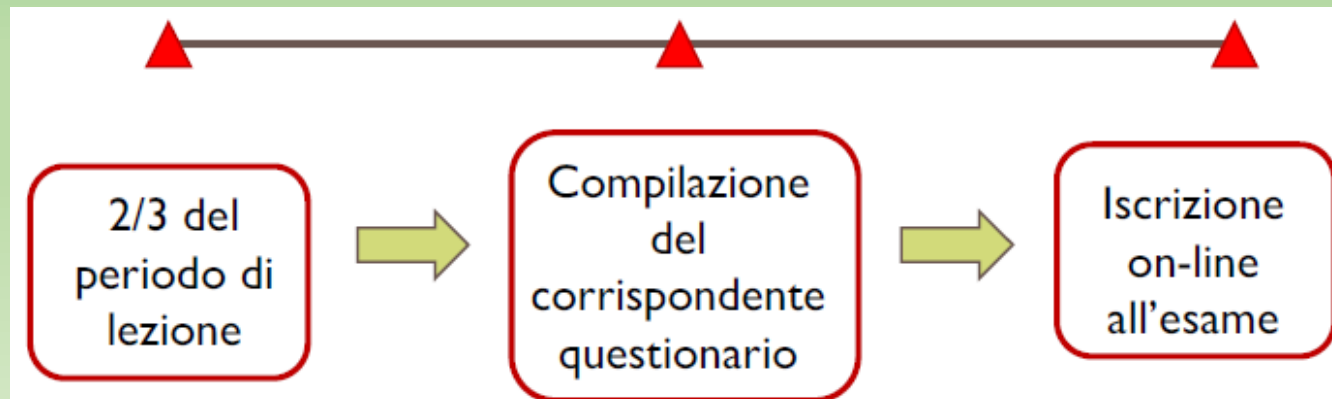 2/3 del
periodo di
lezione
Compilazione
del
corrispondente
questionario
Iscrizione
on-line
all'esame